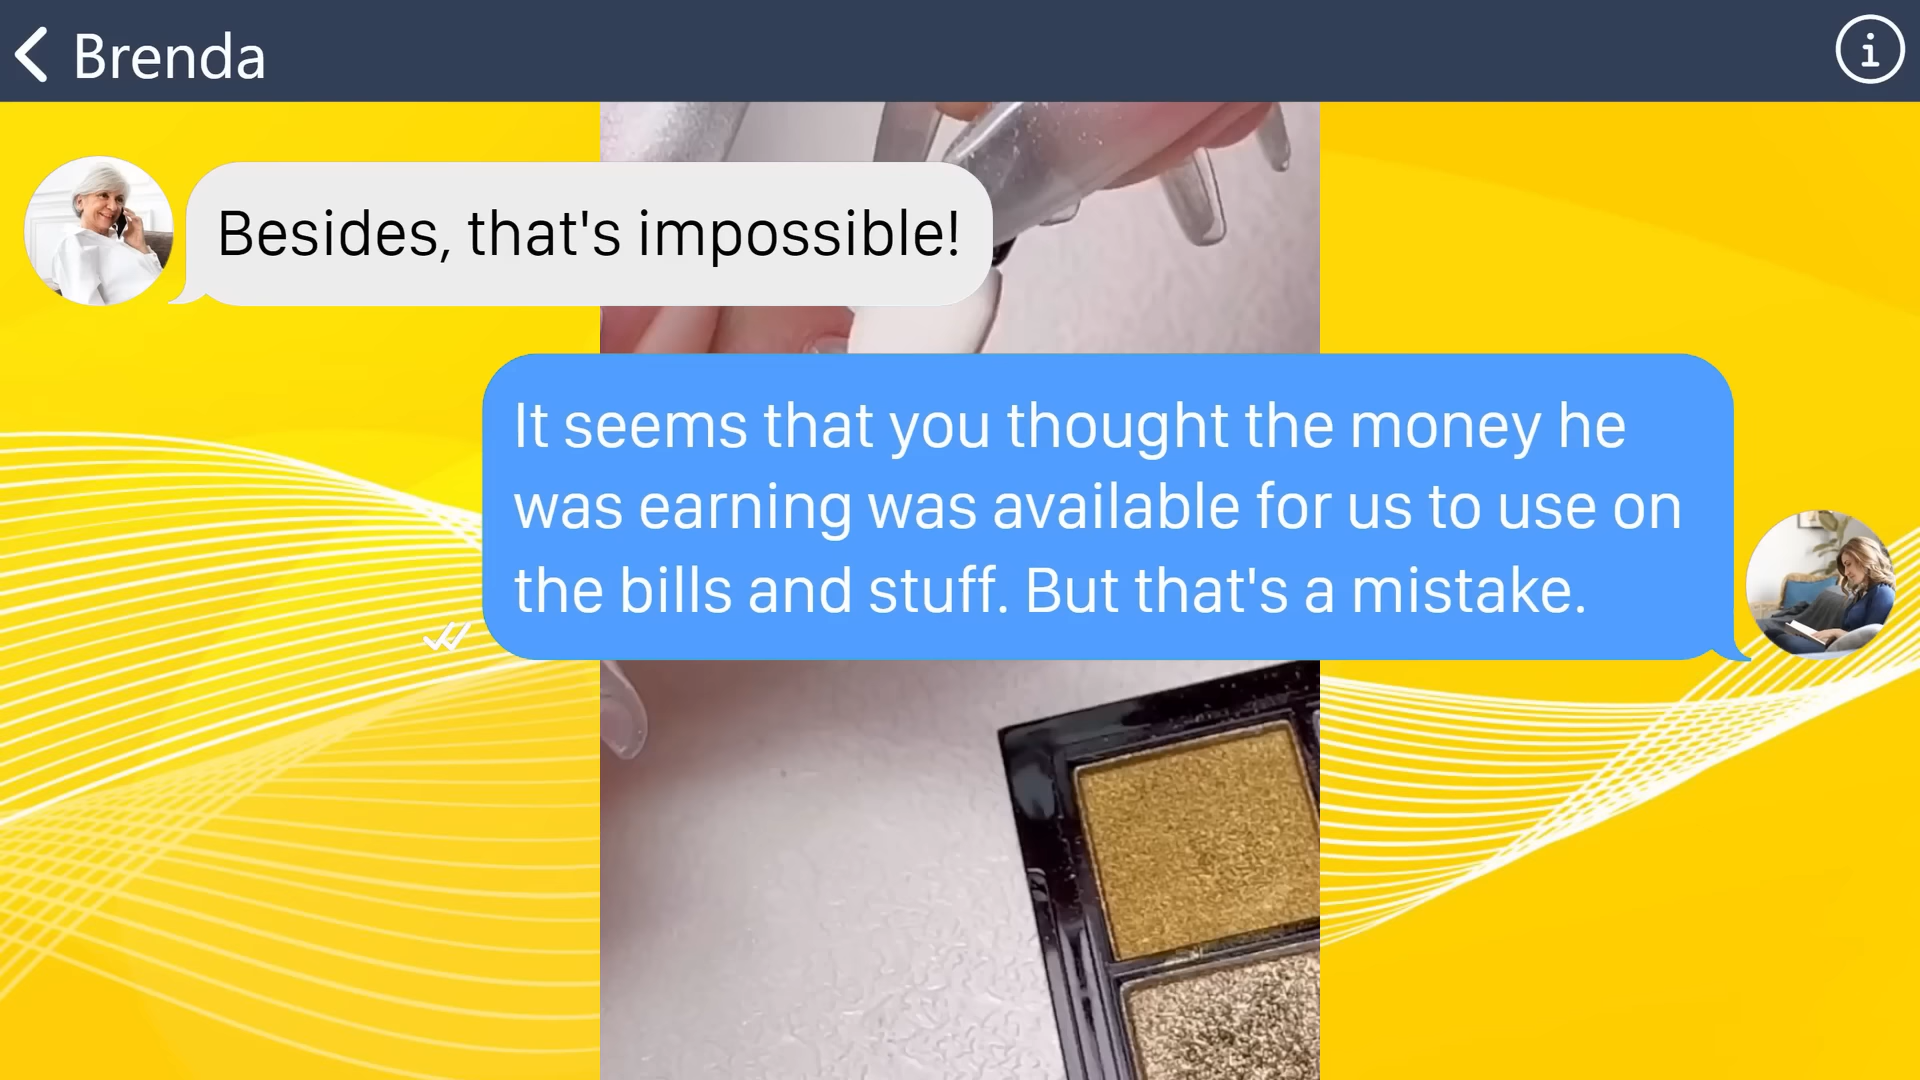 Brenda
Besides, that's impossible!
It seems that you thought the money he
was earning was available for us to use on
the bills and stuff. But that's a mistake.